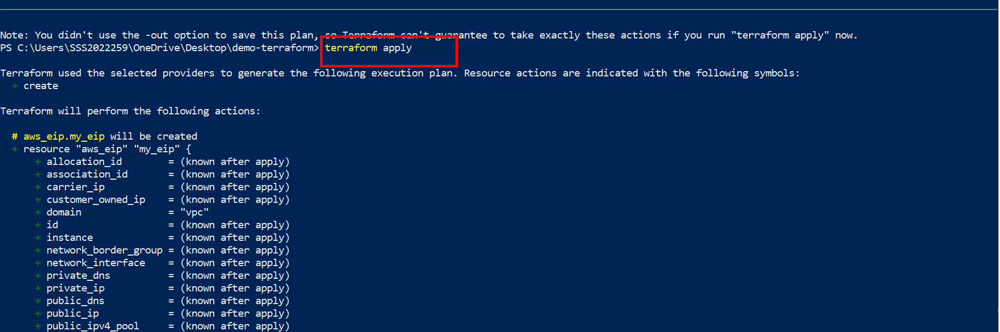 Note: You didn't use the -out option to save this plan, so Terraform can't guarantee to take exactly these actions if you run "terraform apply" now.
PS C:\Users\SSS2022259\OneDrive\Desktop\demo-terraform> terraform apply
Terraform used the selected providers to generate the following execution plan. Resource actions are indicated with the following symbols:
+ create
Terraform will perform the following actions:
# aws_eip.my_eip will be created
+ resource "aws_eip" "my_eip" {
+ allocation_id = (known after apply)
+ association_id = (known after apply)
+ carrier_ip = (known after apply)
+ customer_owned_ip = (known after apply)
+ domain = "vpc"
+ id = (known after apply)
+ instance = (known after apply)
+ network_border_group = (known after apply)
+ network_interface = (known after apply)
+ private_dns = (known after apply)
+ private_ip = (known after apply)
+ public_dns = (known after apply)
+ public_ip = (known after apply)
+ public_ipv4_pool = (known after apply)